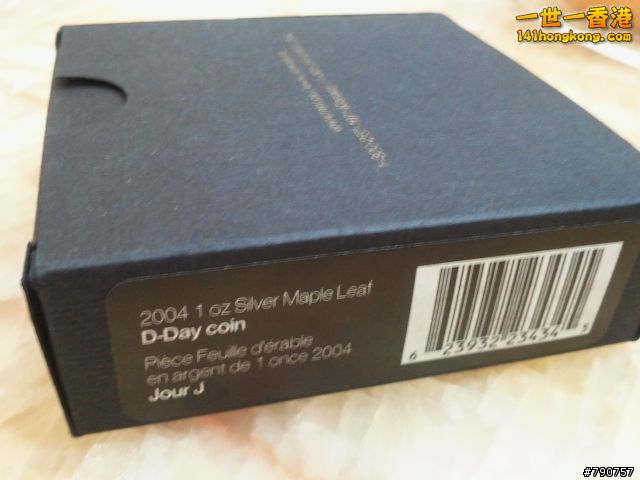 一世一香港
141hongkong.com
2004 1 oz Silver Maple Leaf
D-Day coin
Pièce Feuille d'érable
en argent de 1 once 2004
Jour J
6 23932 23434 5
#790757